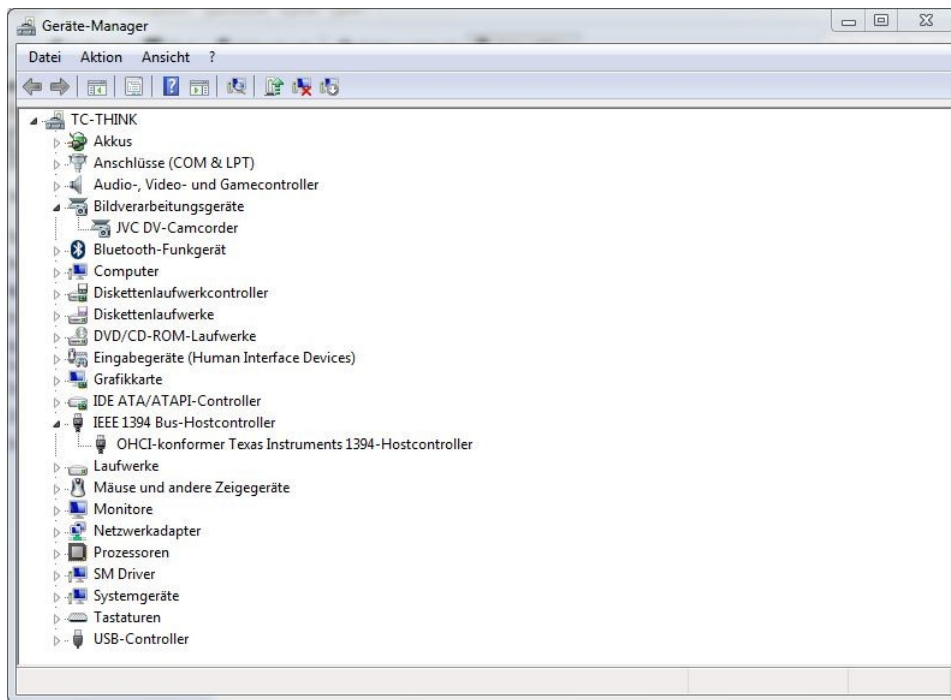 Geräte-Manager
Datei Aktion Ansicht ?
TC-THINK
Akkus
Anschlüsse (COM & LPT)
Audio-, Video- und Gamecontroller
Bildverarbeitungsgeräte
JVC DV-Camcorder
Bluetooth-Funkgerät
Computer
Diskettenlaufwerkcontroller
Diskettenlaufwerke
DVD/CD-ROM-Laufwerke
Eingabegeräte (Human Interface Devices)
Grafikkarte
IDE ATA/ATAPI-Controller
IEEE 1394 Bus-Hostcontroller
OHCI-konformer Texas Instruments 1394-Hostcontroller
Laufwerke
Mäuse und andere Zeigegeräte
Monitore
Netzwerkadapter
Prozessoren
SM Driver
Systemgeräte
Tastaturen
USB-Controller